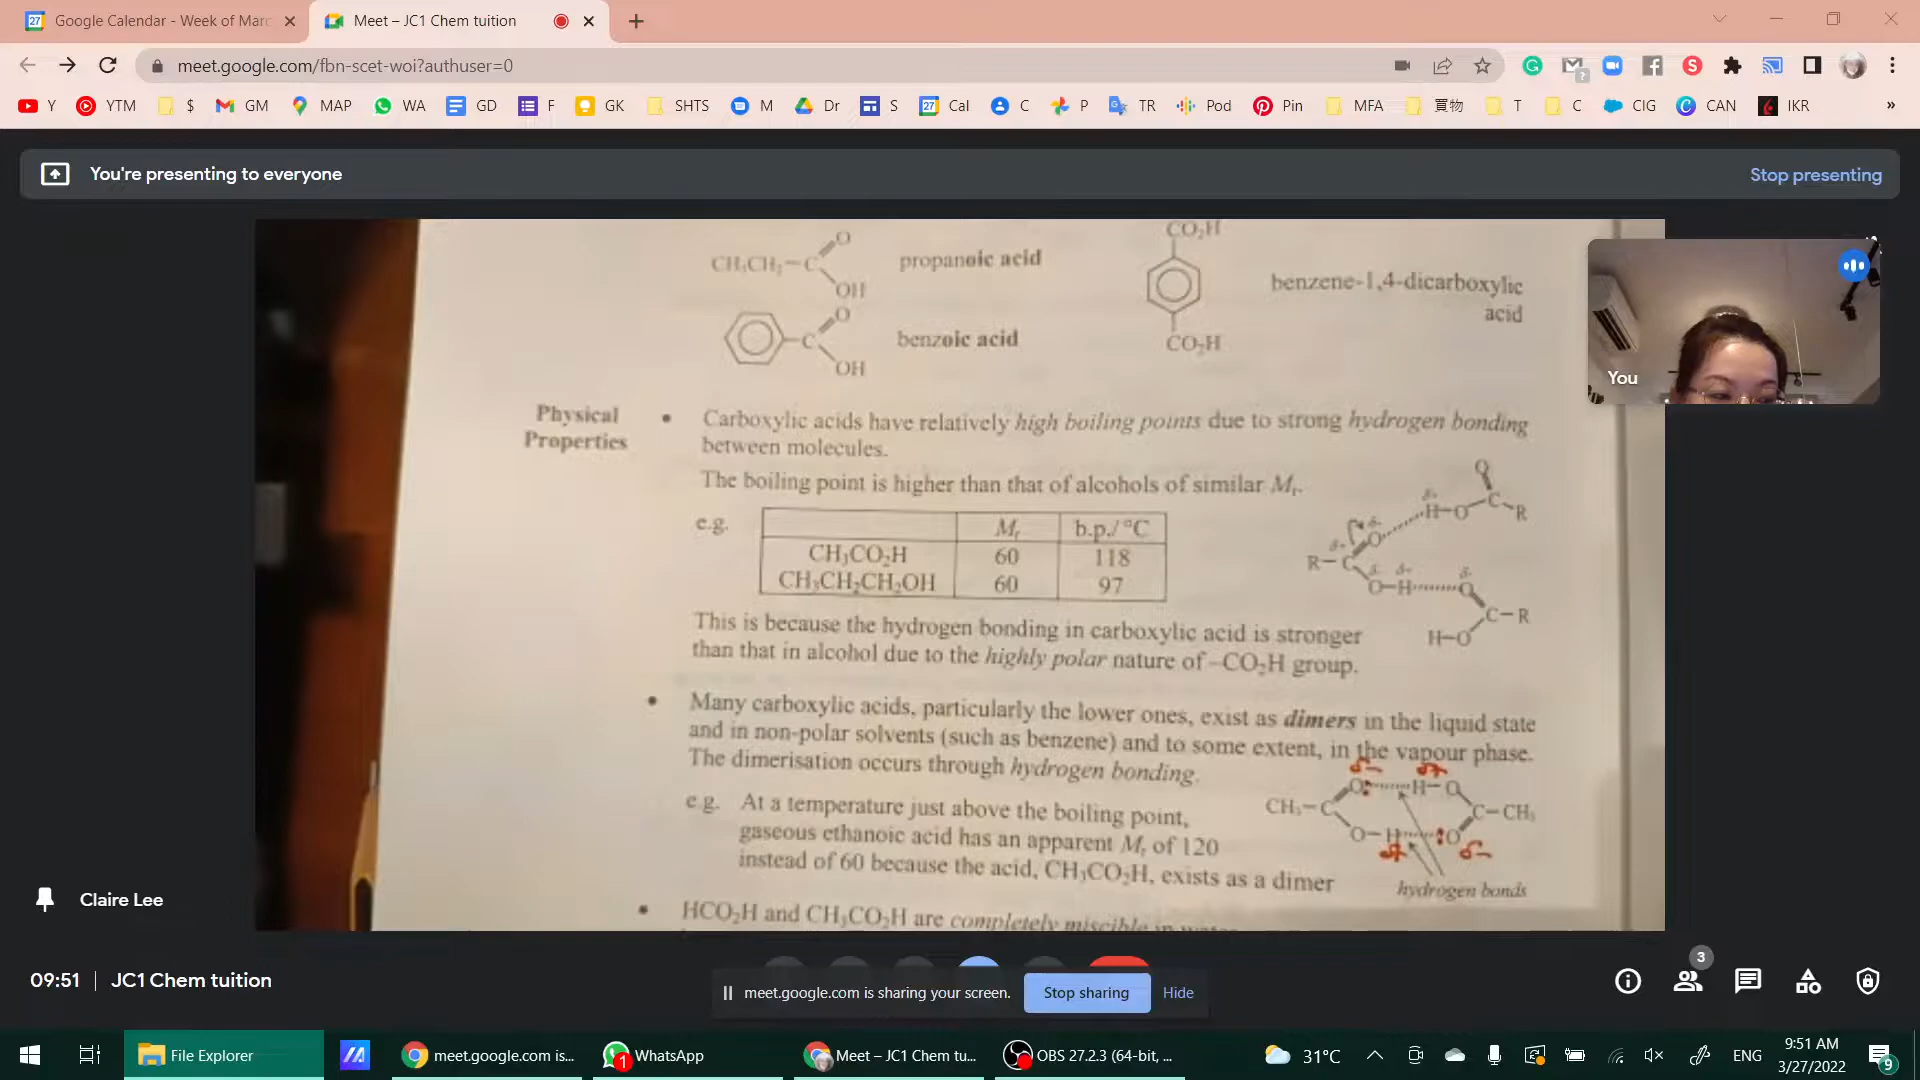 Google Calendar - Week of Marc
Meet – JC1 Chem tuition
meet.google.com/fbn-scet-woi?authuser=0
Y YTM $ GM MAP WA GD F GK SHTS M Dr S Cal C P TR Pod Pin MFA 買物 T C CIG CAN IKR »
You're presenting to everyone
Stop presenting
CH₃CH₂–C
O
OH
propanoic acid
CO₂H
CO₂H
benzene-1,4-dicarboxylic
acid
C
O
OH
benzoic acid
You
Physical
Properties
• Carboxylic acids have relatively high boiling points due to strong hydrogen bonding
between molecules.
The boiling point is higher than that of alcohols of similar Mᵣ.
e.g.
Mᵣ b.p./°C
CH₃CO₂H 60 118
CH₃CH₂CH₂OH 60 97
O
δ+ H–O C–R
δ+ δ- O
R–C
δ- δ+ δ-
O–H O
C–R
H–O
This is because the hydrogen bonding in carboxylic acid is stronger
than that in alcohol due to the highly polar nature of –CO₂H group.
• Many carboxylic acids, particularly the lower ones, exist as dimers in the liquid state
and in non-polar solvents (such as benzene) and to some extent, in the vapour phase.
The dimerisation occurs through hydrogen bonding.
e.g. At a temperature just above the boiling point,
gaseous ethanoic acid has an apparent Mᵣ of 120
instead of 60 because the acid, CH₃CO₂H, exists as a dimer
δ- δ+
O H–O
CH₃–C C–CH₃
O–H O
δ+ δ-
hydrogen bonds
• HCO₂H and CH₃CO₂H are completely miscible in
Claire Lee
3
09:51 | JC1 Chem tuition
meet.google.com is sharing your screen.
Stop sharing
Hide
File Explorer
meet.google.com is...
1
WhatsApp
Meet – JC1 Chem tu...
OBS 27.2.3 (64-bit, ...
31°C
ENG
9:51 AM
3/27/2022
9